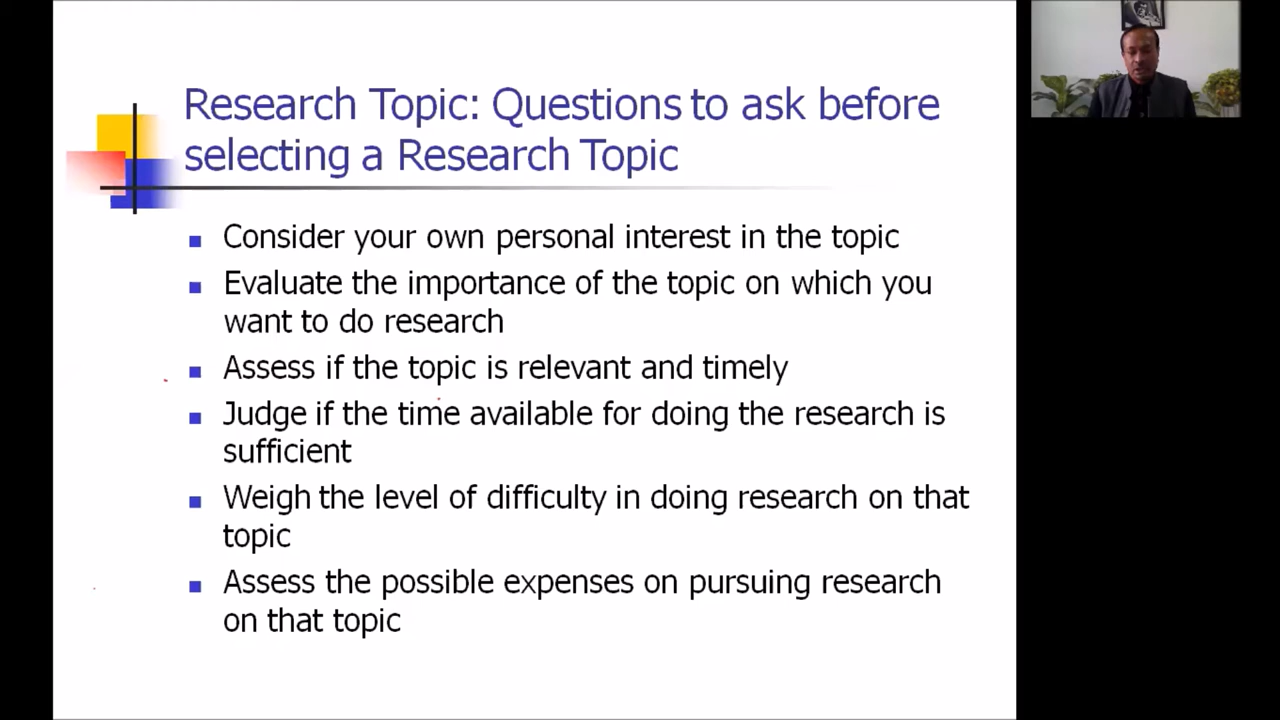 Research Topic: Questions to ask before
selecting a Research Topic
Consider your own personal interest in the topic
Evaluate the importance of the topic on which you
want to do research
Assess if the topic is relevant and timely
Judge if the time available for doing the research is
sufficient
Weigh the level of difficulty in doing research on that
topic
Assess the possible expenses on pursuing research
on that topic